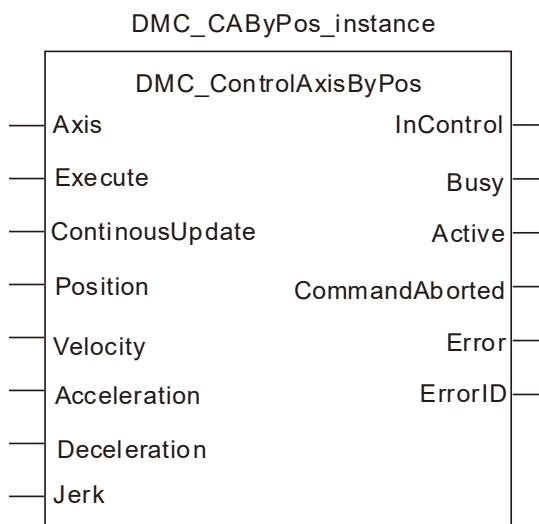 DMC_CAByPos_instance
DMC_ControlAxisByPos
Axis InControl
Execute Busy
ContinousUpdate Active
Position CommandAborted
Velocity Error
Acceleration ErrorID
Deceleration
Jerk